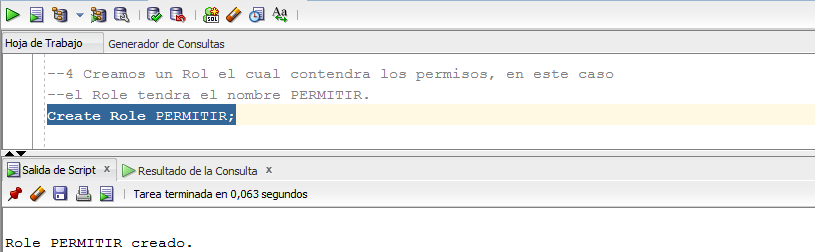 SQL
Aa
Hoja de Trabajo Generador de Consultas
--4 Creamos un Rol el cual contendra los permisos, en este caso
--el Role tendra el nombre PERMITIR.
Create Role PERMITIR;
Salida de Script x Resultado de la Consulta x
Tarea terminada en 0,063 segundos
Role PERMITIR creado.